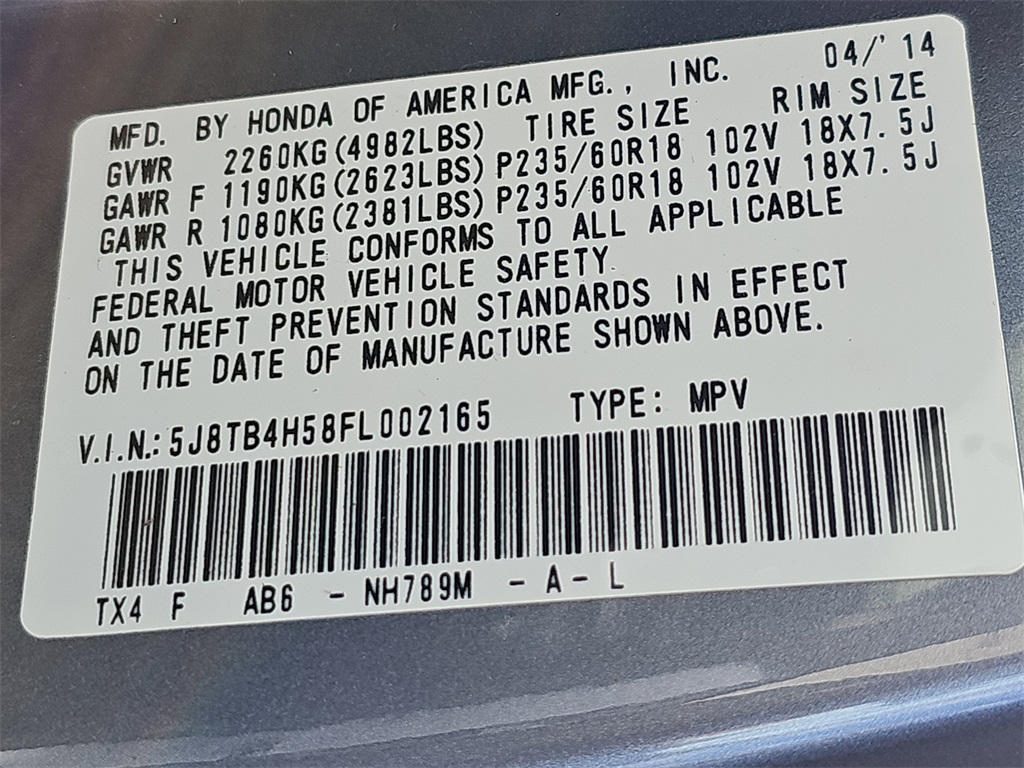 MFD. BY HONDA OF AMERICA MFG., INC. 04/'14
GVWR 2260KG(4982LBS) TIRE SIZE RIM SIZE
GAWR F 1190KG(2623LBS) P235/60R18 102V 18X7.5J
GAWR R 1080KG(2381LBS) P235/60R18 102V 18X7.5J
THIS VEHICLE CONFORMS TO ALL APPLICABLE
FEDERAL MOTOR VEHICLE SAFETY
AND THEFT PREVENTION STANDARDS IN EFFECT
ON THE DATE OF MANUFACTURE SHOWN ABOVE.
V.I.N.: 5J8TB4H58FL002165 TYPE: MPV
TX4 F AB6 - NH789M - A - L